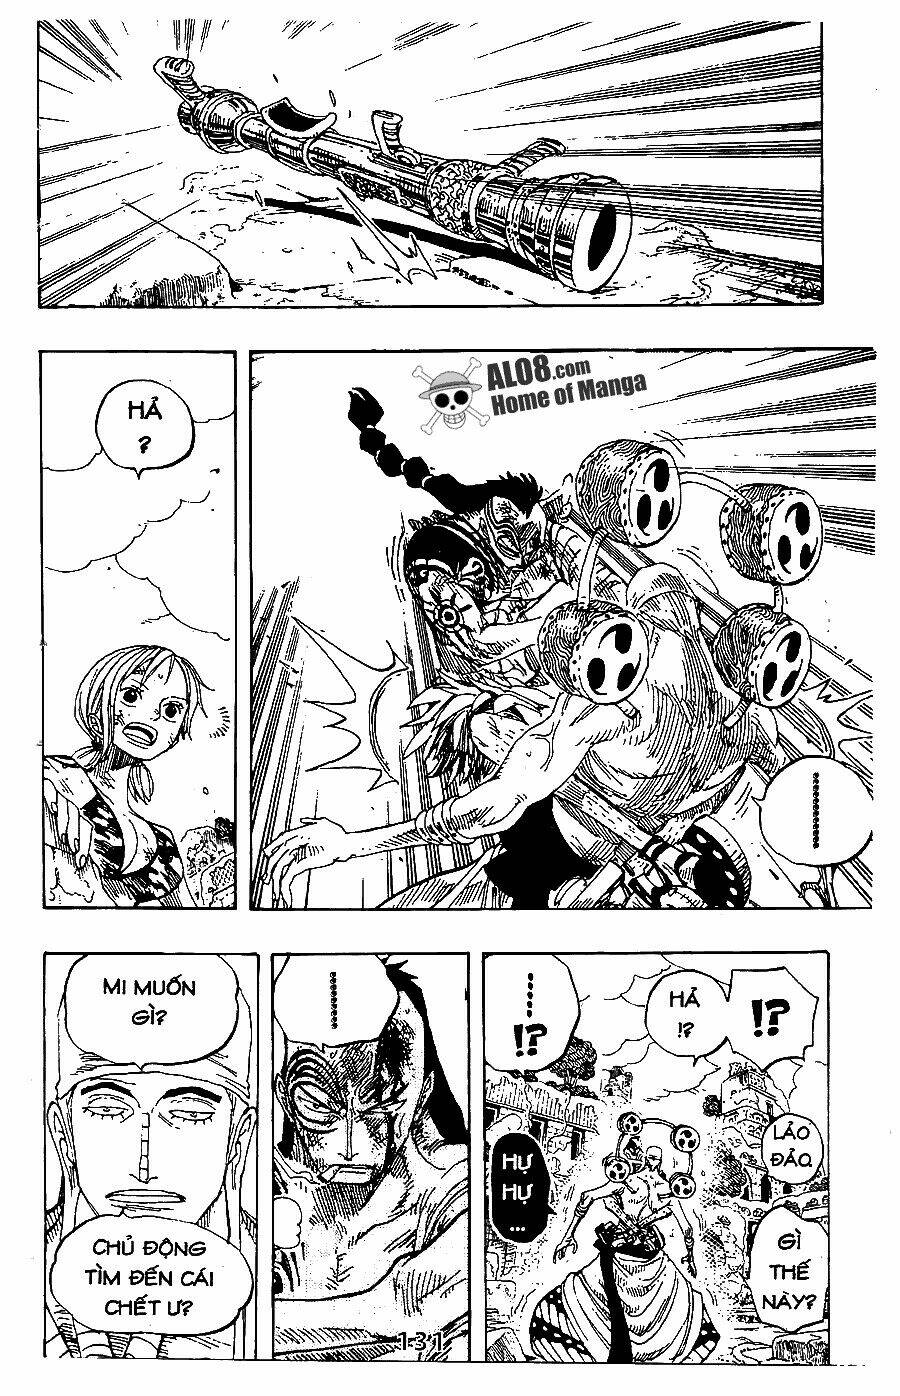 AL08.com
Home of Manga
HẢ
?
............
!?
HẢ
!?
.....
!?
LẢO
ĐẢO
HỰ
HỰ
...
GÌ
THẾ
NÀY?
..........
MI MUỐN
GÌ?
CHỦ ĐỘNG
TÌM ĐẾN CÁI
CHẾT Ư?
131